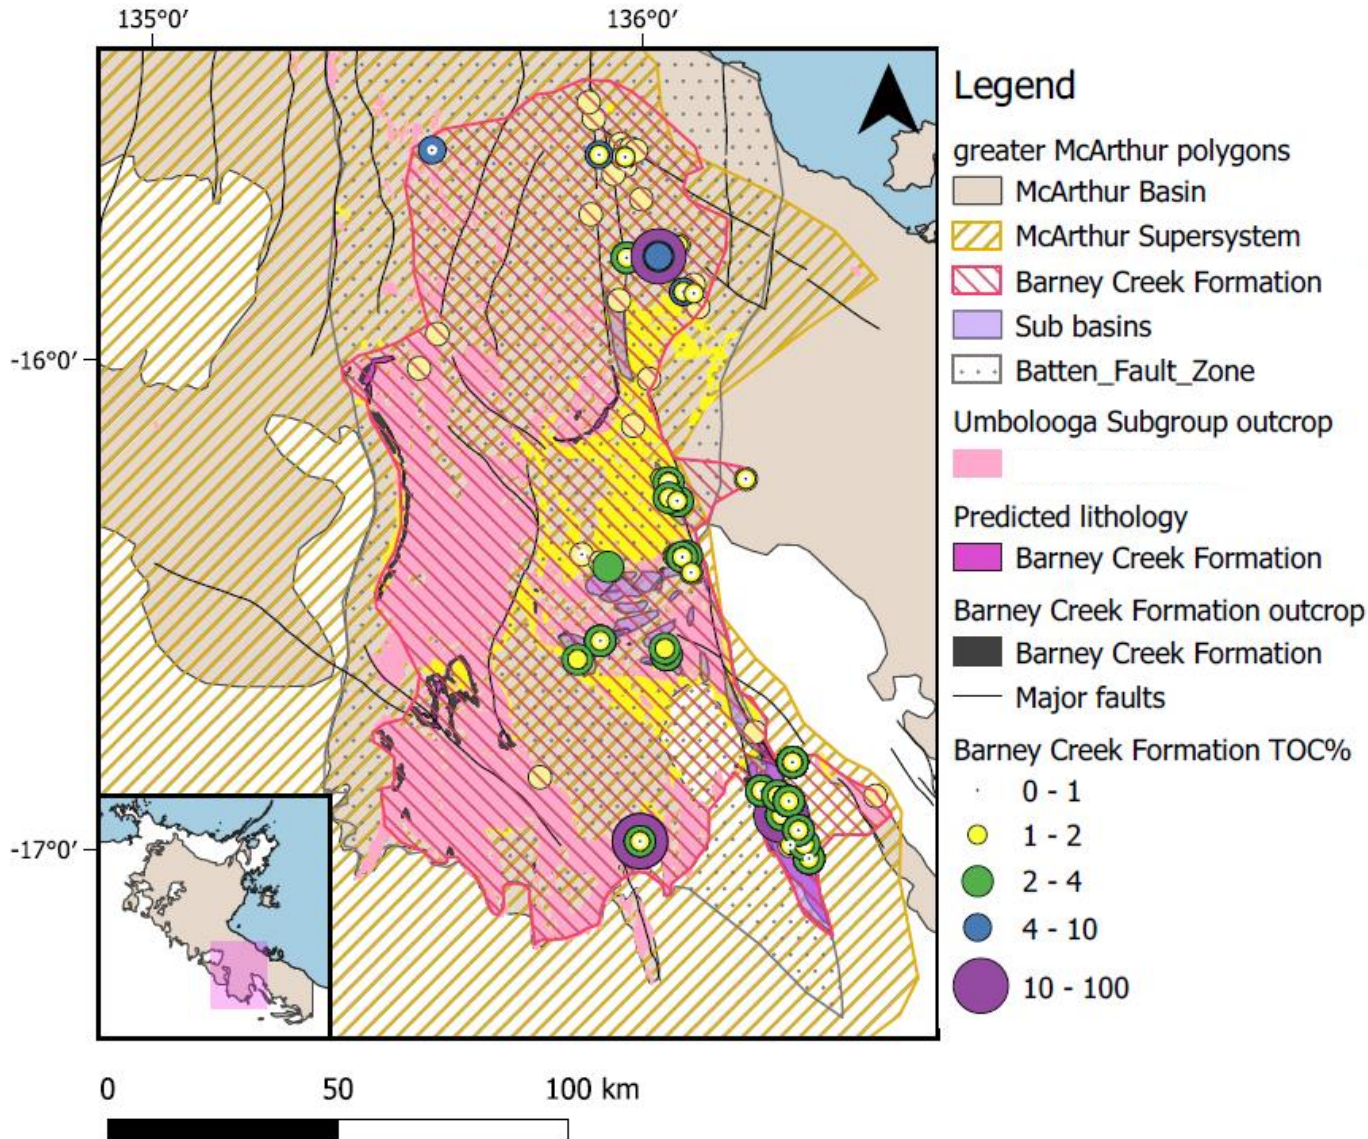 135°0′ 136°0′
-16°0′
-17°0′
0 50 100 km
Legend
greater McArthur polygons
McArthur Basin
McArthur Supersystem
Barney Creek Formation
Sub basins
Batten_Fault_Zone
Umbolooga Subgroup outcrop
Predicted lithology
Barney Creek Formation
Barney Creek Formation outcrop
Barney Creek Formation
Major faults
Barney Creek Formation TOC%
0 - 1
1 - 2
2 - 4
4 - 10
10 - 100